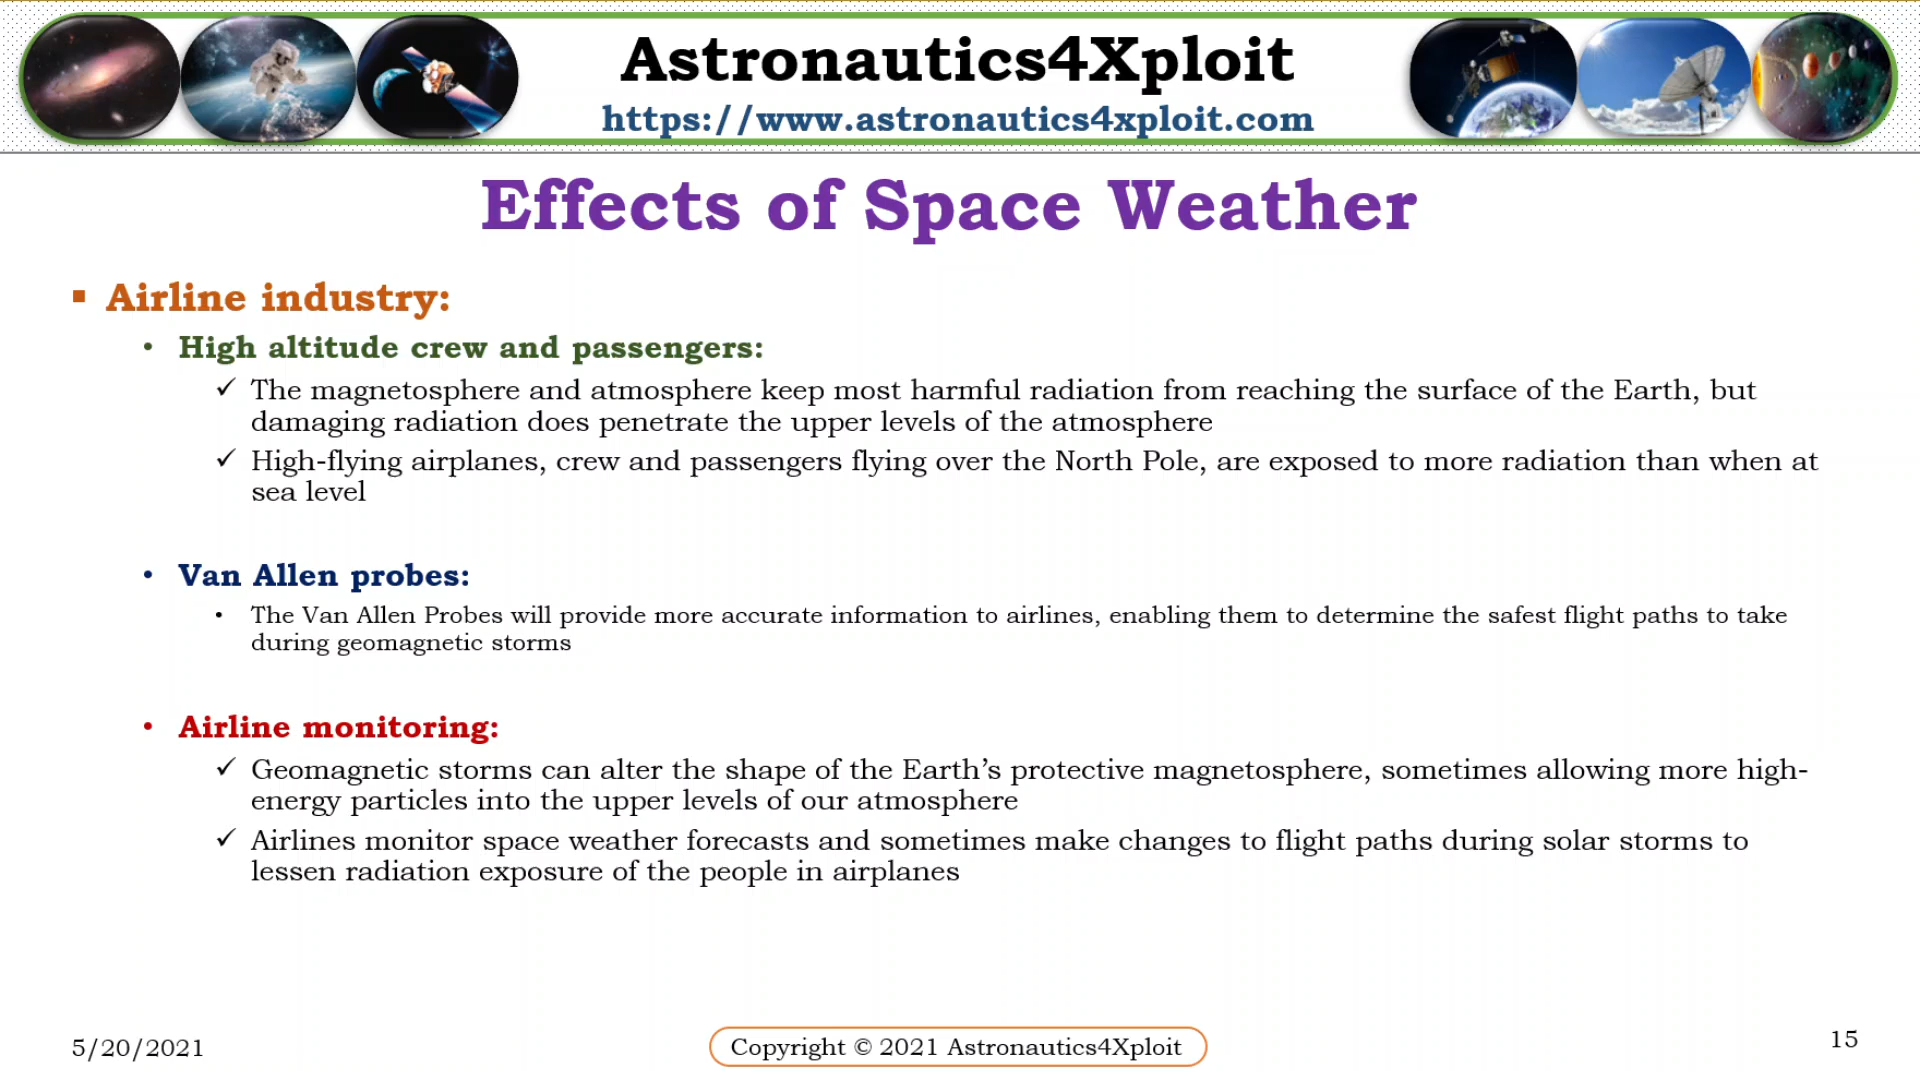 Astronautics4Xploit
https://www.astronautics4xploit.com
Effects of Space Weather
▪ Airline industry:
• High altitude crew and passengers:
✓ The magnetosphere and atmosphere keep most harmful radiation from reaching the surface of the Earth, but
damaging radiation does penetrate the upper levels of the atmosphere
✓ High-flying airplanes, crew and passengers flying over the North Pole, are exposed to more radiation than when at
sea level
• Van Allen probes:
• The Van Allen Probes will provide more accurate information to airlines, enabling them to determine the safest flight paths to take
during geomagnetic storms
• Airline monitoring:
✓ Geomagnetic storms can alter the shape of the Earth’s protective magnetosphere, sometimes allowing more high-
energy particles into the upper levels of our atmosphere
✓ Airlines monitor space weather forecasts and sometimes make changes to flight paths during solar storms to
lessen radiation exposure of the people in airplanes
5/20/2021
Copyright © 2021 Astronautics4Xploit
15